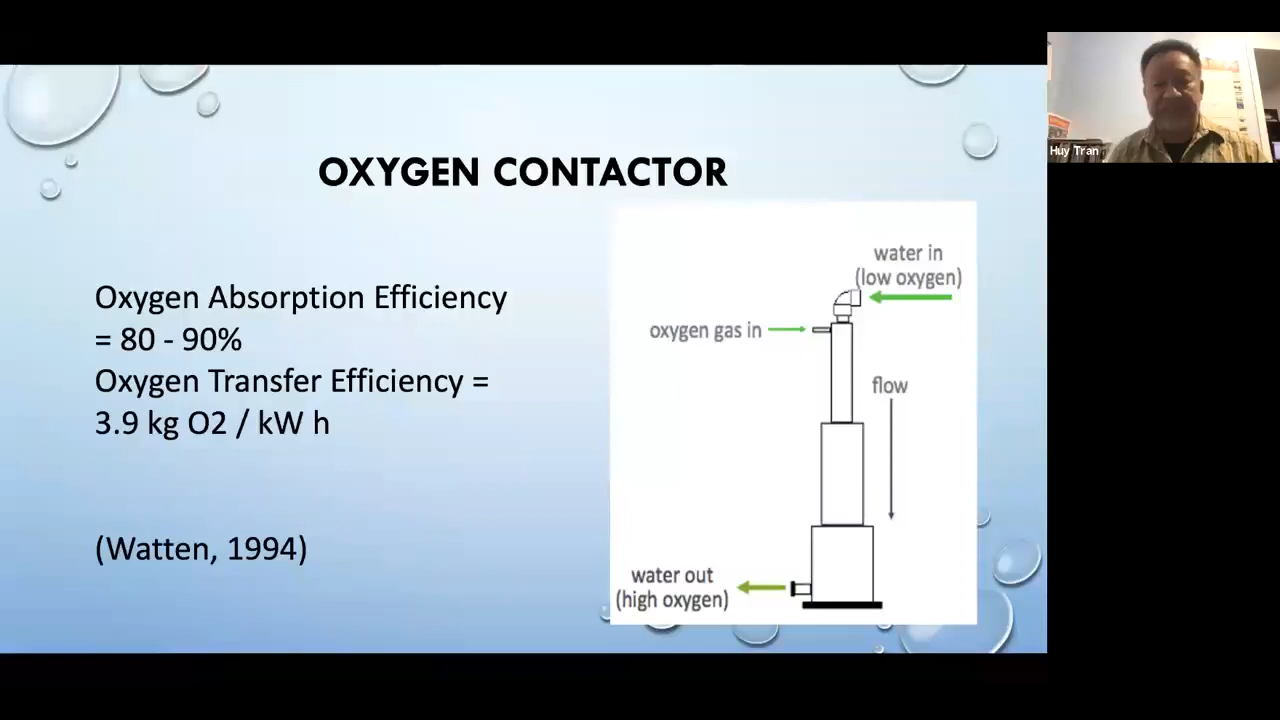 OXYGEN CONTACTOR
Oxygen Absorption Efficiency
= 80 - 90%
Oxygen Transfer Efficiency =
3.9 kg O2 / kW h
(Watten, 1994)
water in
(low oxygen)
oxygen gas in
flow
water out
(high oxygen)
Huy Tran